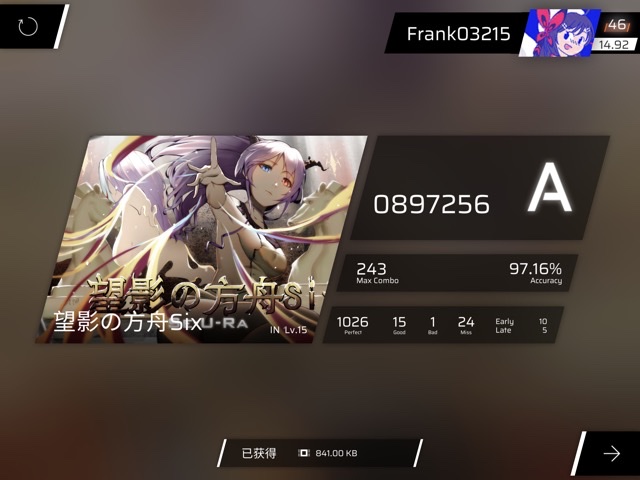 Frank03215
46
14.92
望影の方舟Si
望影の方舟Six
U-RA
IN Lv.15
0897256
A
243
Max Combo
97.16%
Accuracy
1026 15 1 24
Perfect Good Bad Miss
Early 10
Late 5
已获得 841.00 KB